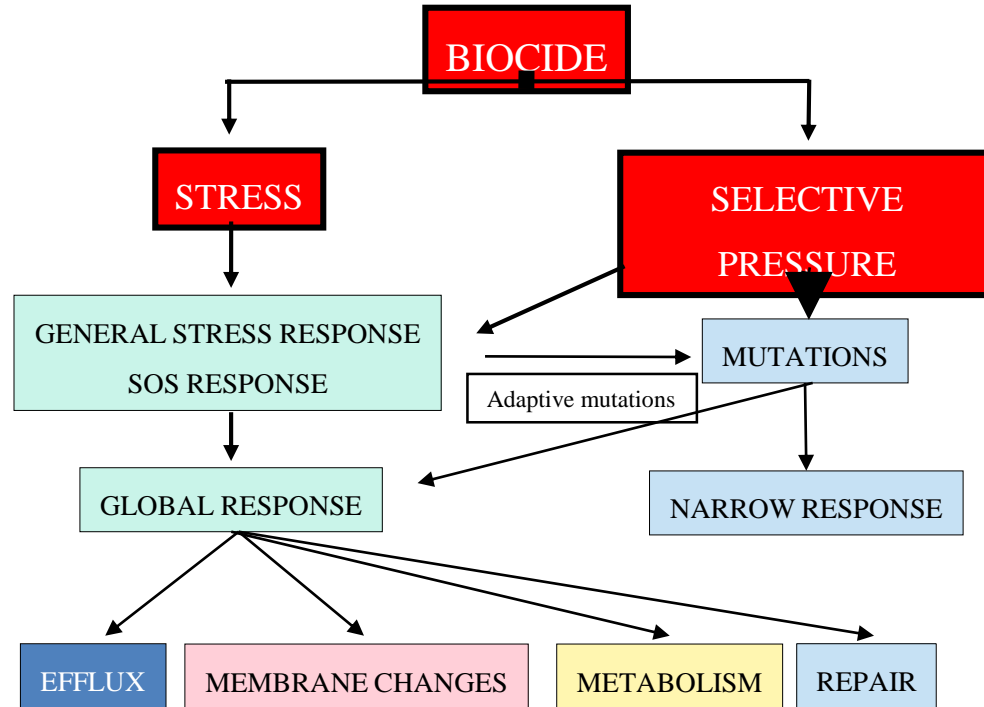 BIOCIDE
STRESS
SELECTIVE
PRESSURE
GENERAL STRESS RESPONSE
SOS RESPONSE
MUTATIONS
Adaptive mutations
GLOBAL RESPONSE
NARROW RESPONSE
EFFLUX
MEMBRANE CHANGES
METABOLISM
REPAIR